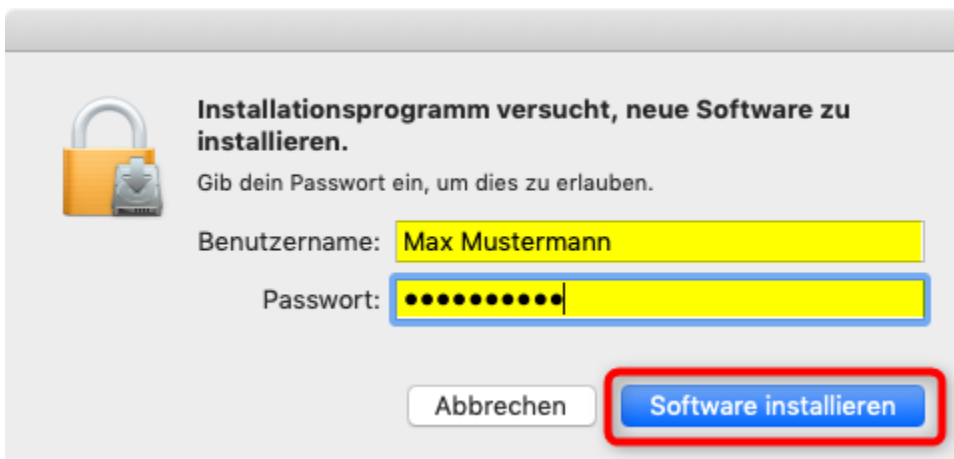 Installationsprogramm versucht, neue Software zu
installieren.
Gib dein Passwort ein, um dies zu erlauben.
Benutzername: Max Mustermann
Passwort: ●●●●●●●●●●
Abbrechen Software installieren